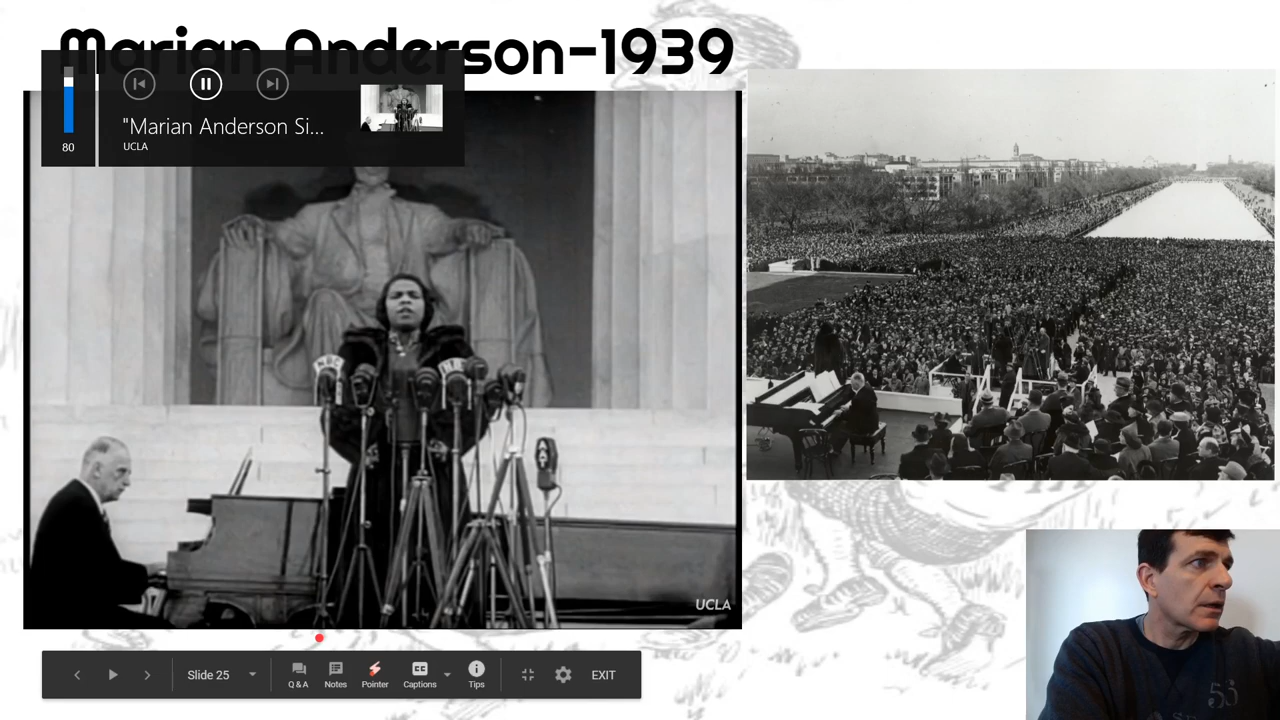 Marian Anderson-1939
"Marian Anderson Si...
UCLA
80
UCLA
Slide 25
Q & A
Notes
Pointer
Captions
Tips
EXIT